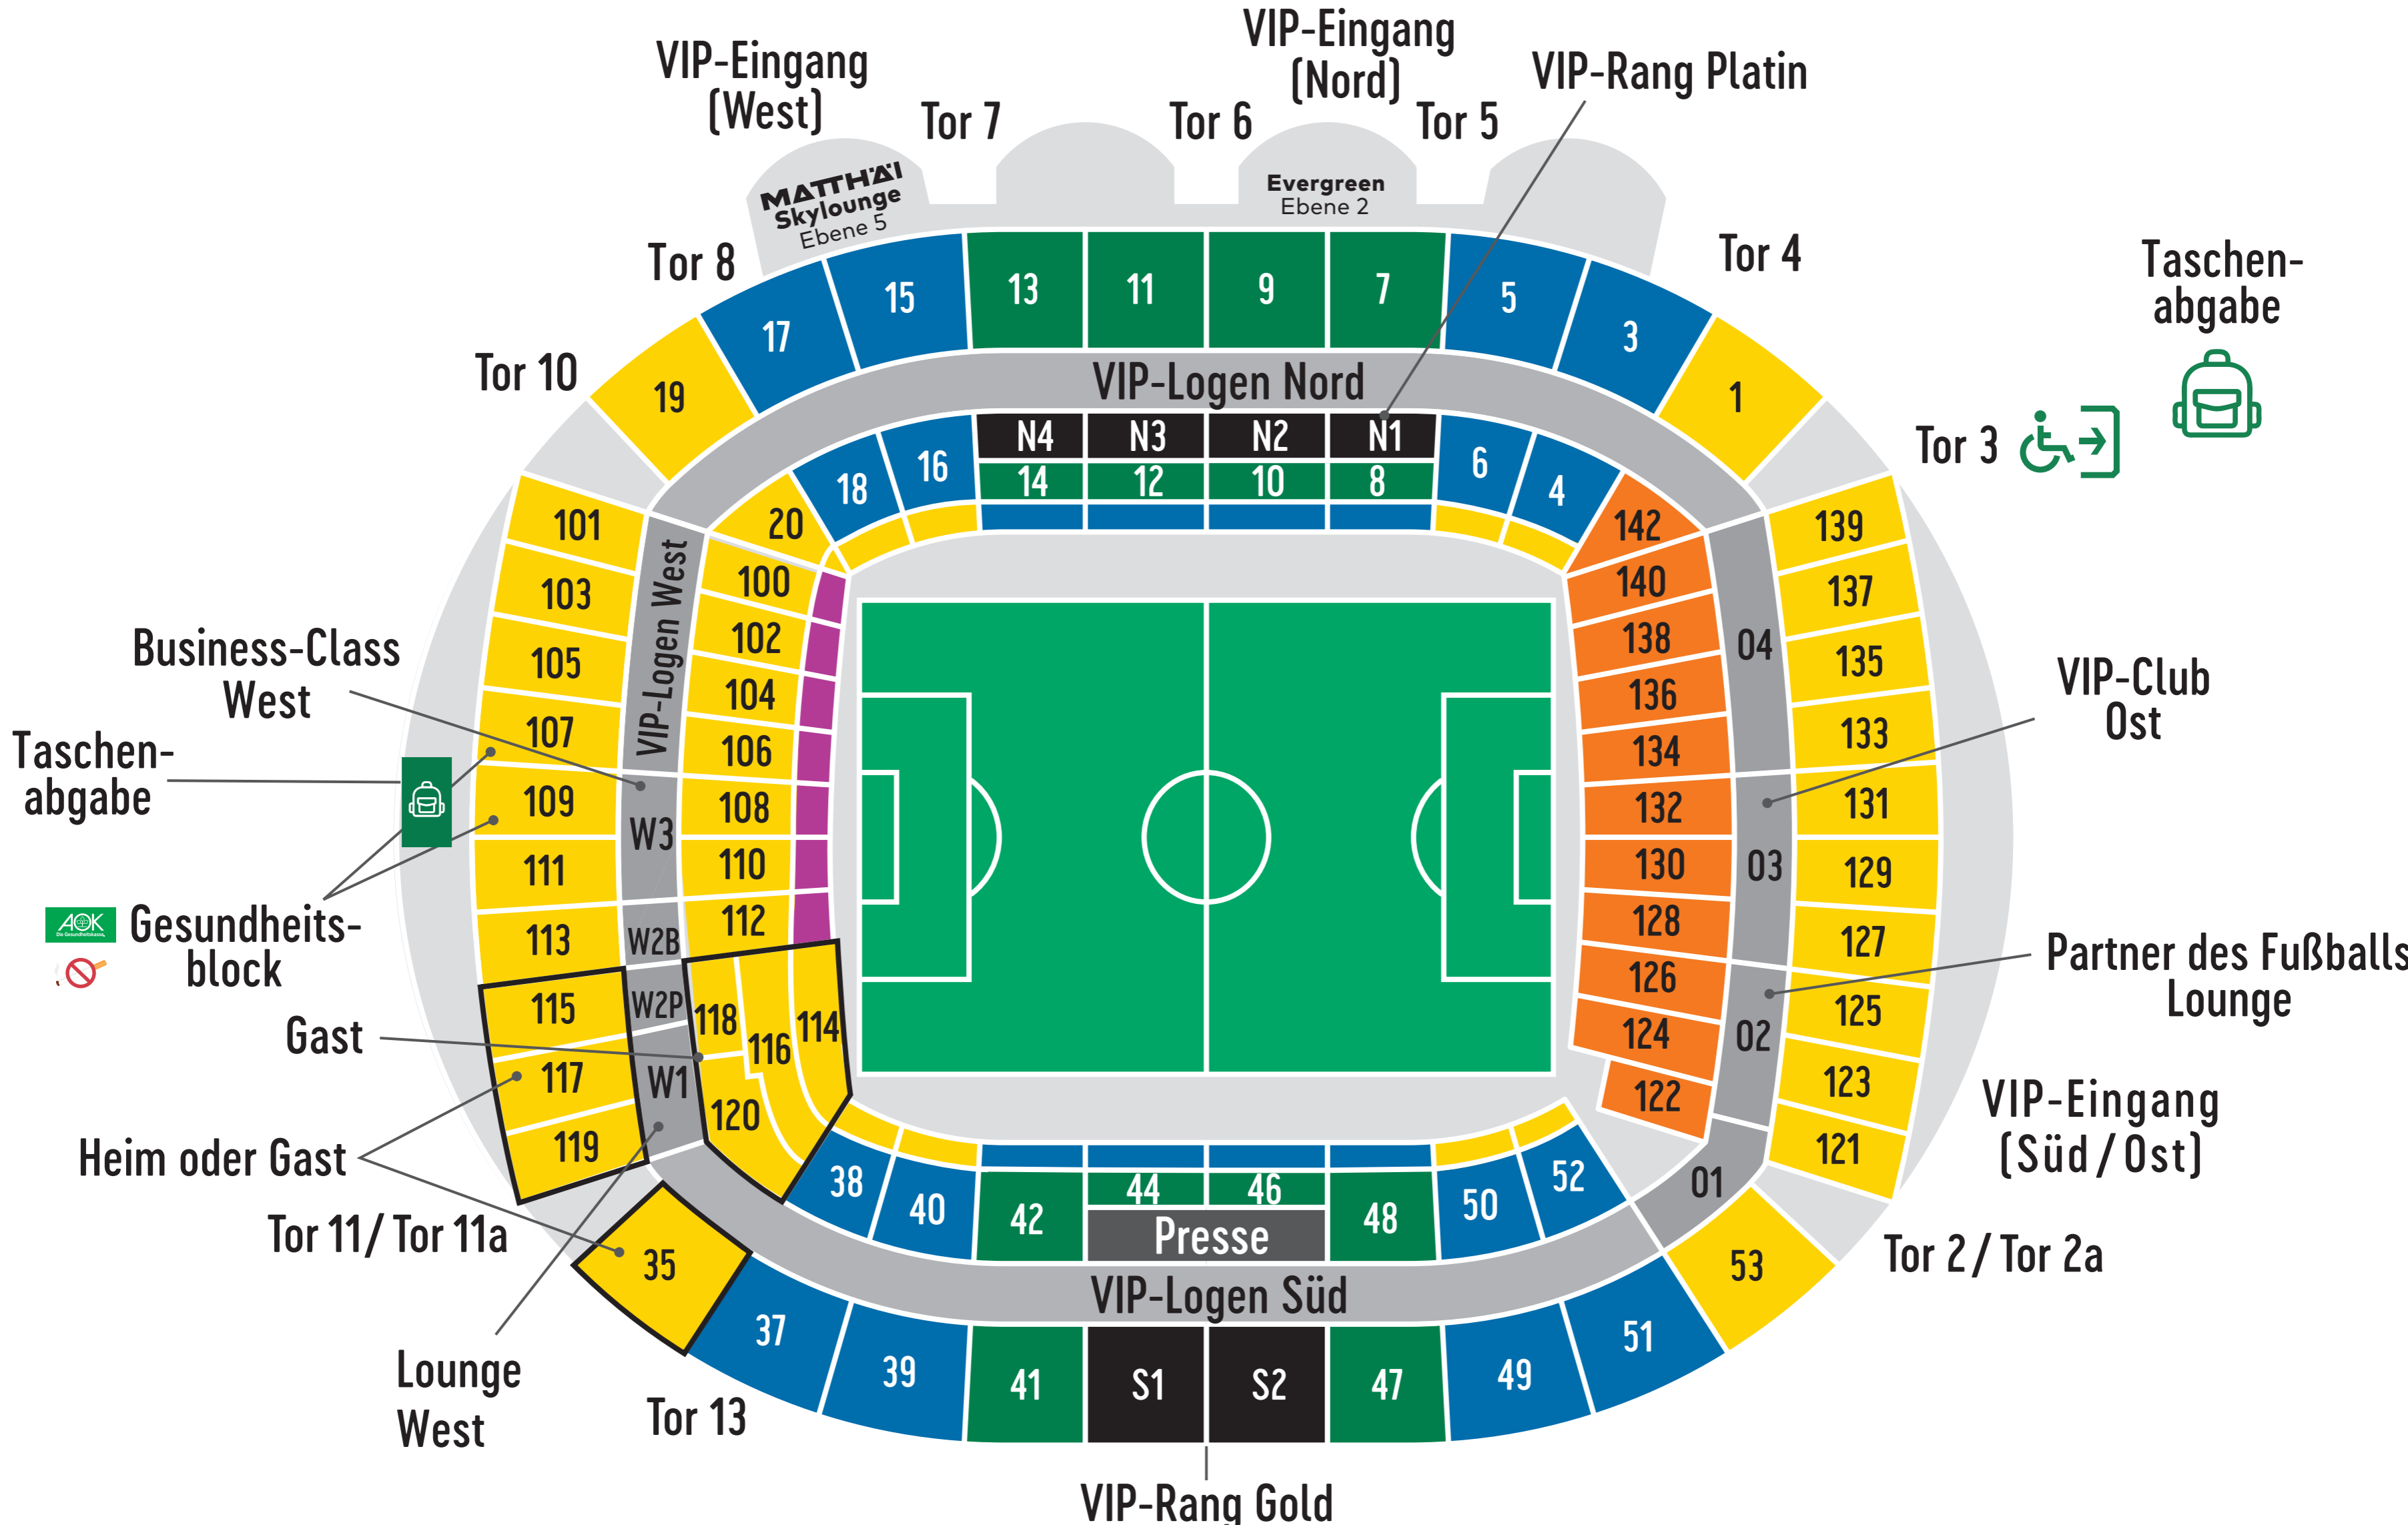 VIP-Eingang
(West)
Tor 7
Tor 6
VIP-Eingang
(Nord)
Tor 5
VIP-Rang Platin
MATTHÄI
Skylounge
Ebene 5
Evergreen
Ebene 2
Tor 8
Tor 4
Taschen-
abgabe
Tor 10
Tor 3
17
15
13
11
9
7
5
3
19
1
VIP-Logen Nord
N4
N3
N2
N1
18
16
14
12
10
8
6
4
20
142
101
103
105
107
109
111
113
115
117
119
VIP-Logen West
W3
W2B
W2P
W1
100
102
104
106
108
110
112
118
116
114
120
140
138
136
134
132
130
128
126
124
122
04
03
02
01
139
137
135
133
131
129
127
125
123
121
Business-Class
West
Taschen-
abgabe
AOK
Die Gesundheitskasse.
Gesundheits-
block
Gast
Heim oder Gast
Tor 11/ Tor 11a
Lounge
West
VIP-Club
Ost
Partner des Fußballs
Lounge
VIP-Eingang
(Süd/Ost)
Tor 2/ Tor 2a
38
40
42
44
46
48
50
52
Presse
VIP-Logen Süd
35
37
39
41
S1
S2
47
49
51
53
Tor 13
VIP-Rang Gold